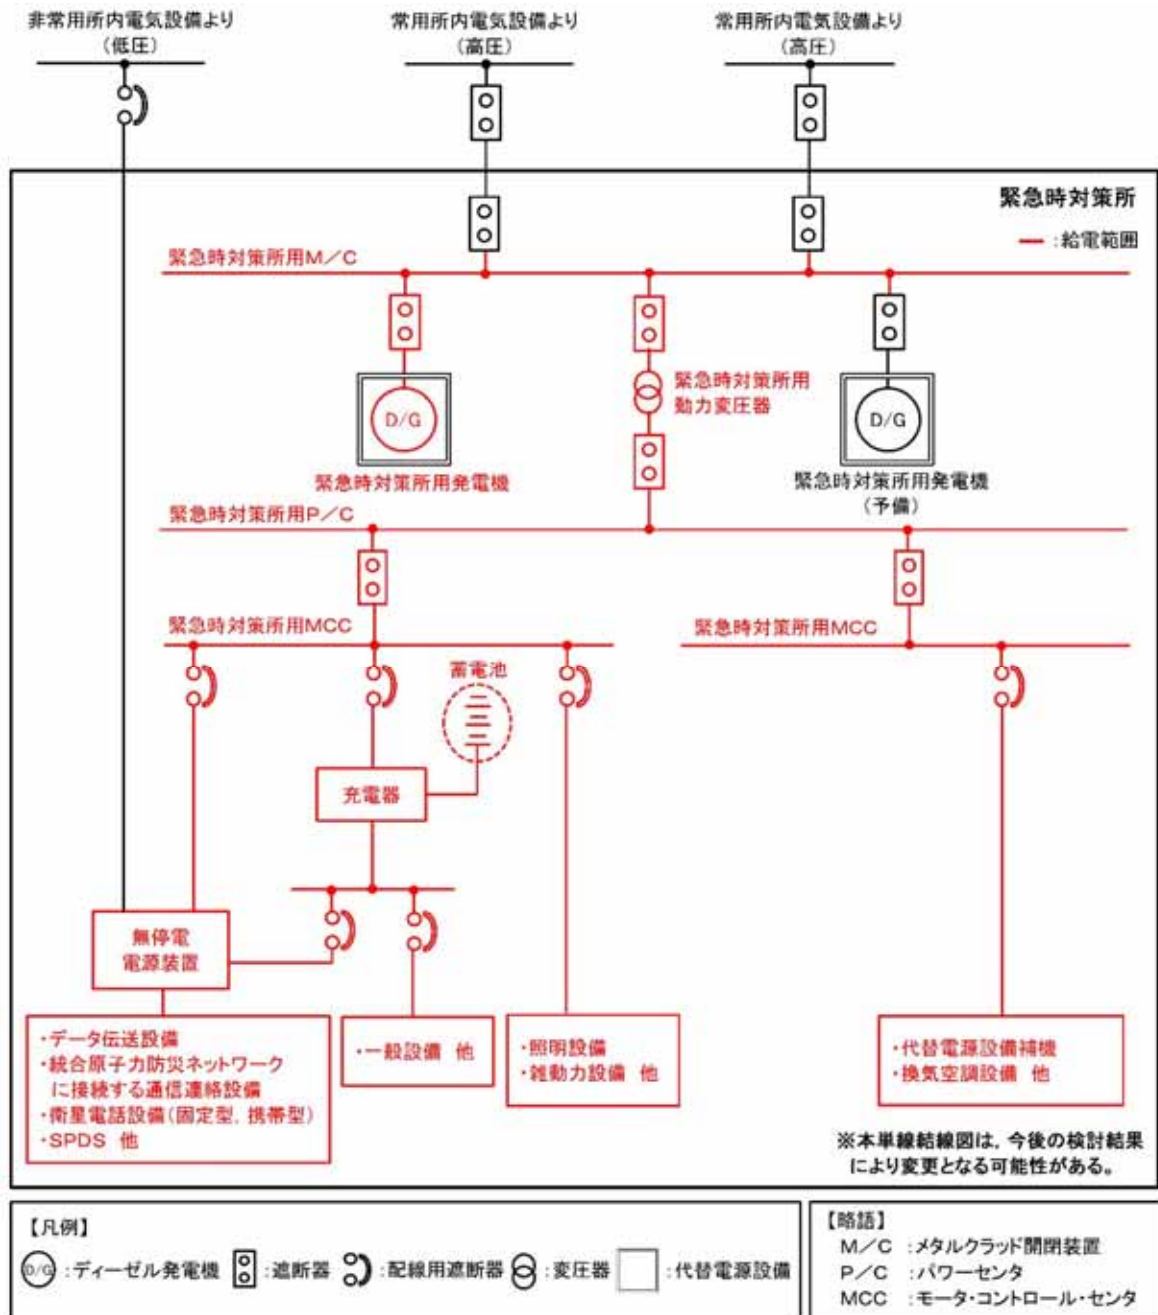 非常用所内電気設備より
（低圧）
常用所内電気設備より
（高圧）
常用所内電気設備より
（高圧）
緊急時対策所
：給電範囲
緊急時対策所用M／C
D/G
緊急時対策所用発電機
緊急時対策所用
動力変圧器
D/G
緊急時対策所用発電機
（予備）
緊急時対策所用P／C
緊急時対策所用MCC
緊急時対策所用MCC
蓄電池
充電器
無停電
電源装置
・データ伝送設備
・統合原子力防災ネットワーク
に接続する通信連絡設備
・衛星電話設備（固定型，携帯型）
・SPDS 他
・一般設備 他
・照明設備
・雑動力設備 他
・代替電源設備補機
・換気空調設備 他
※本単線結線図は，今後の検討結果
により変更となる可能性がある。
【凡例】
D/G ：ディーゼル発電機 ：遮断器 ：配線用遮断器 ：変圧器 ：代替電源設備
【略語】
M／C ：メタルクラッド開閉装置
P／C ：パワーセンタ
MCC ：モータ・コントロール・センタ